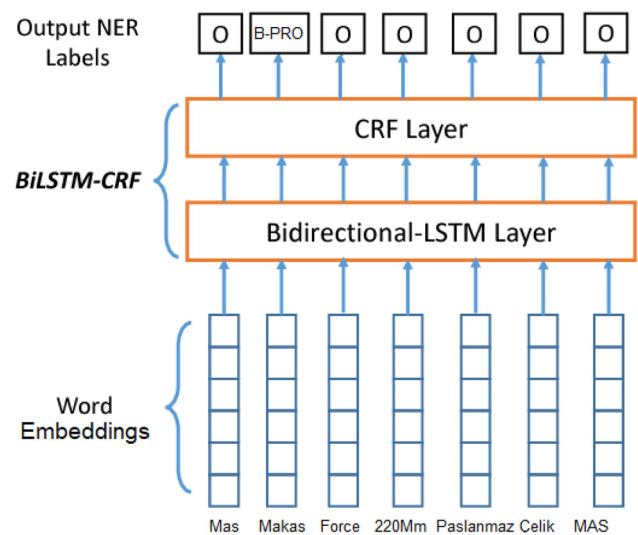 Output NER
Labels
O B-PRO O O O O O
CRF Layer
BiLSTM-CRF
Bidirectional-LSTM Layer
Word
Embeddings
Mas Makas Force 220Mm Paslanmaz Çelik MAS